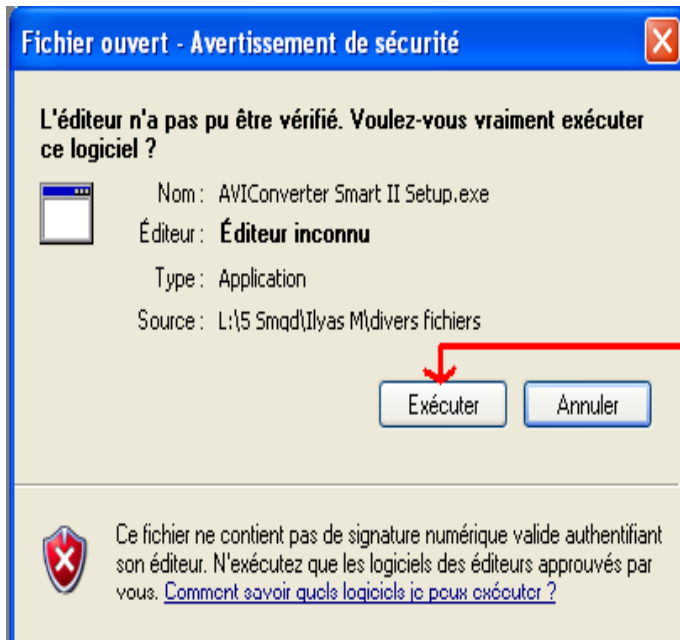 Fichier ouvert - Avertissement de sécurité
L'éditeur n'a pas pu être vérifié. Voulez-vous vraiment exécuter
ce logiciel ?
Nom : AVIConverter Smart II Setup.exe
Éditeur : Éditeur inconnu
Type : Application
Source : L:\5 Smqd\Ilyas M\divers fichiers
Exécuter Annuler
Ce fichier ne contient pas de signature numérique valide authentifiant
son éditeur. N'exécutez que les logiciels des éditeurs approuvés par
vous. Comment savoir quels logiciels je peux exécuter ?